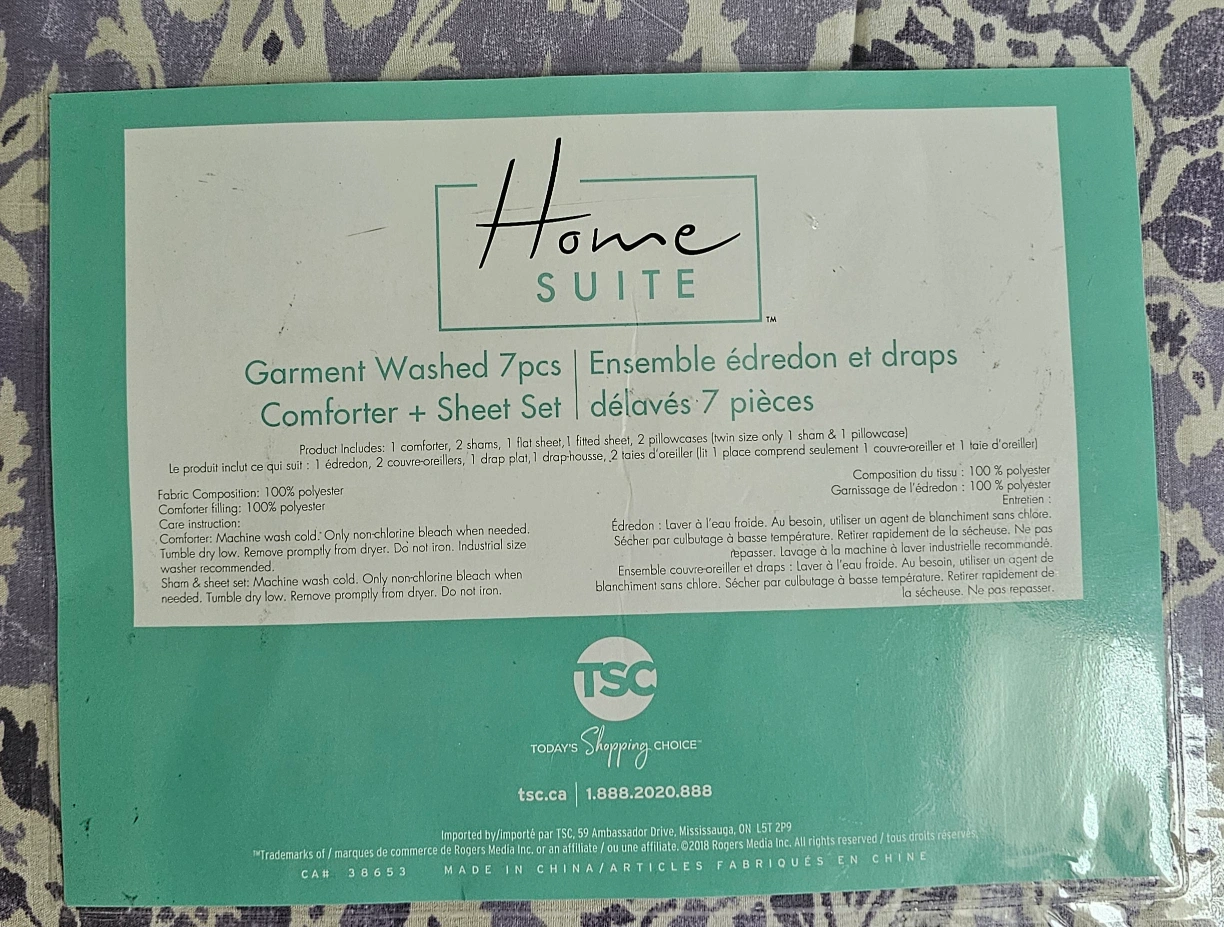 Home
SUITE
TM
Garment Washed 7pcs
Comforter + Sheet Set
Ensemble édredon et draps
délavés 7 pièces
Product Includes: 1 comforter, 2 shams, 1 flat sheet, 1 fitted sheet, 2 pillowcases (twin size only 1 sham & 1 pillowcase)
Le produit inclut ce qui suit : 1 édredon, 2 couvre-oreillers, 1 drap plat, 1 drap-housse, 2 taies d'oreiller (lit 1 place comprend seulement 1 couvre-oreiller et 1 taie d'oreiller)
Fabric Composition: 100% polyester
Comforter filling: 100% polyester
Care instruction:
Comforter: Machine wash cold. Only non-chlorine bleach when needed.
Tumble dry low. Remove promptly from dryer. Do not iron. Industrial size
washer recommended.
Sham & sheet set: Machine wash cold. Only non-chlorine bleach when
needed. Tumble dry low. Remove promptly from dryer. Do not iron.
Composition du tissu : 100 % polyester
Garnissage de l'édredon : 100 % polyester
Entretien :
Édredon : Laver à l'eau froide. Au besoin, utiliser un agent de blanchiment sans chlore.
Sécher par culbutage à basse température. Retirer rapidement de la sécheuse. Ne pas
repasser. Lavage à la machine à laver industrielle recommandé.
Ensemble couvre-oreiller et draps : Laver à l'eau froide. Au besoin, utiliser un agent de
blanchiment sans chlore. Sécher par culbutage à basse température. Retirer rapidement de
la sécheuse. Ne pas repasser.
TSC
TODAY'S Shopping CHOICE™
tsc.ca | 1.888.2020.888
Imported by/importé par TSC, 59 Ambassador Drive, Mississauga, ON L5T 2P9
™Trademarks of / marques de commerce de Rogers Media Inc. or an affiliate / ou une affiliate. ©2018 Rogers Media Inc. All rights reserved / tous droits réservés.
CA# 38653 MADE IN CHINA/ARTICLES FABRIQUÉS EN CHINE